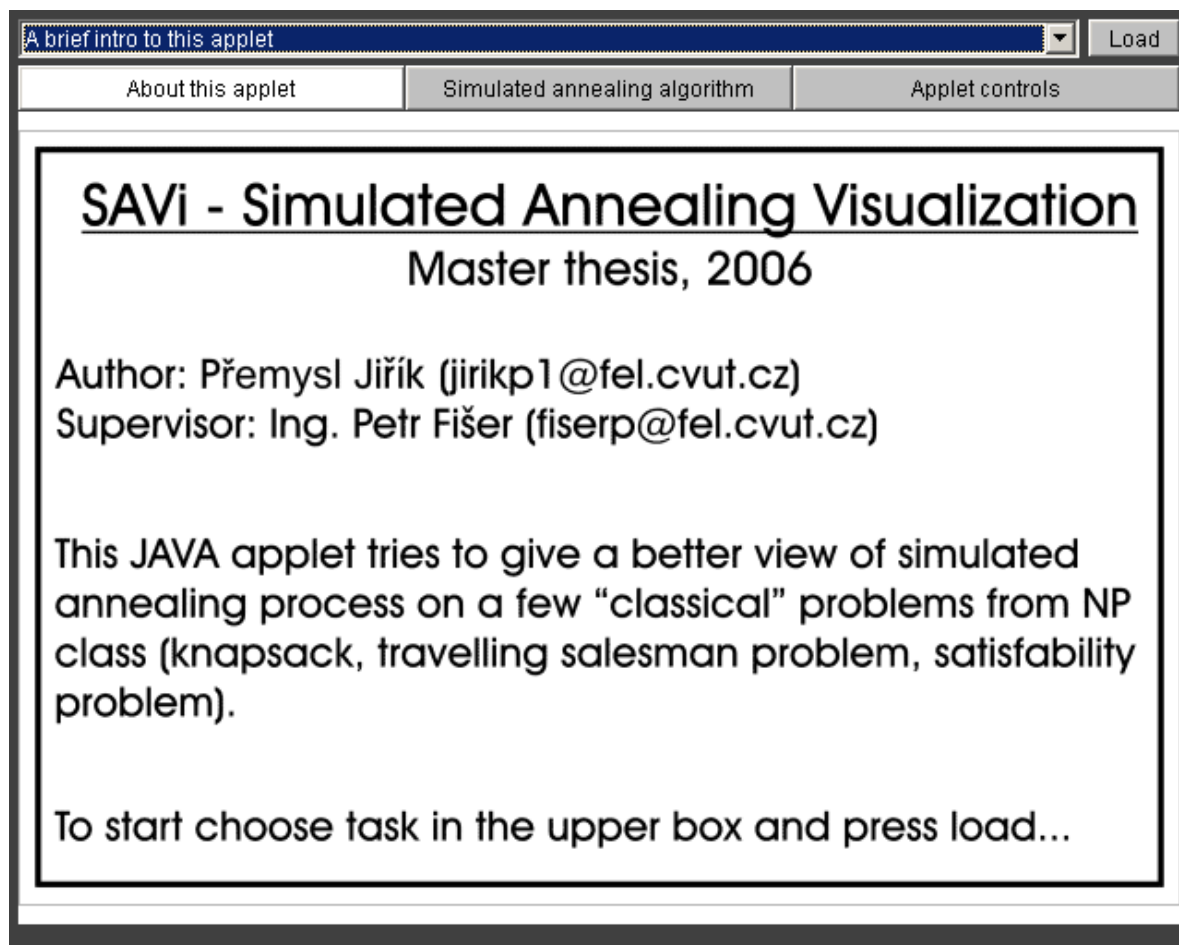 A brief intro to this applet
Load
About this applet
Simulated annealing algorithm
Applet controls
SAVi - Simulated Annealing Visualization
Master thesis, 2006
Author: Přemysl Jiřík (jirikp1@fel.cvut.cz)
Supervisor: Ing. Petr Fišer (fiserp@fel.cvut.cz)
This JAVA applet tries to give a better view of simulated
annealing process on a few “classical” problems from NP
class (knapsack, travelling salesman problem, satisfability
problem).
To start choose task in the upper box and press load...